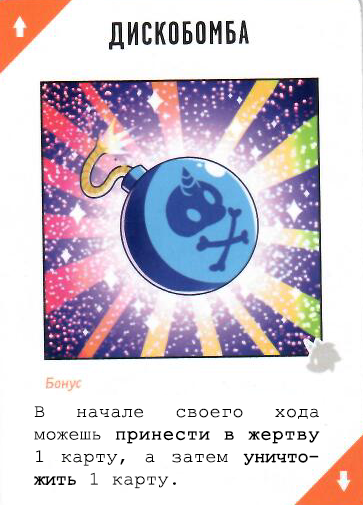 ДИСКОБОМБА
Бонус
В начале своего хода
можешь принести в жертву
1 карту, а затем уничто-
жить 1 карту.